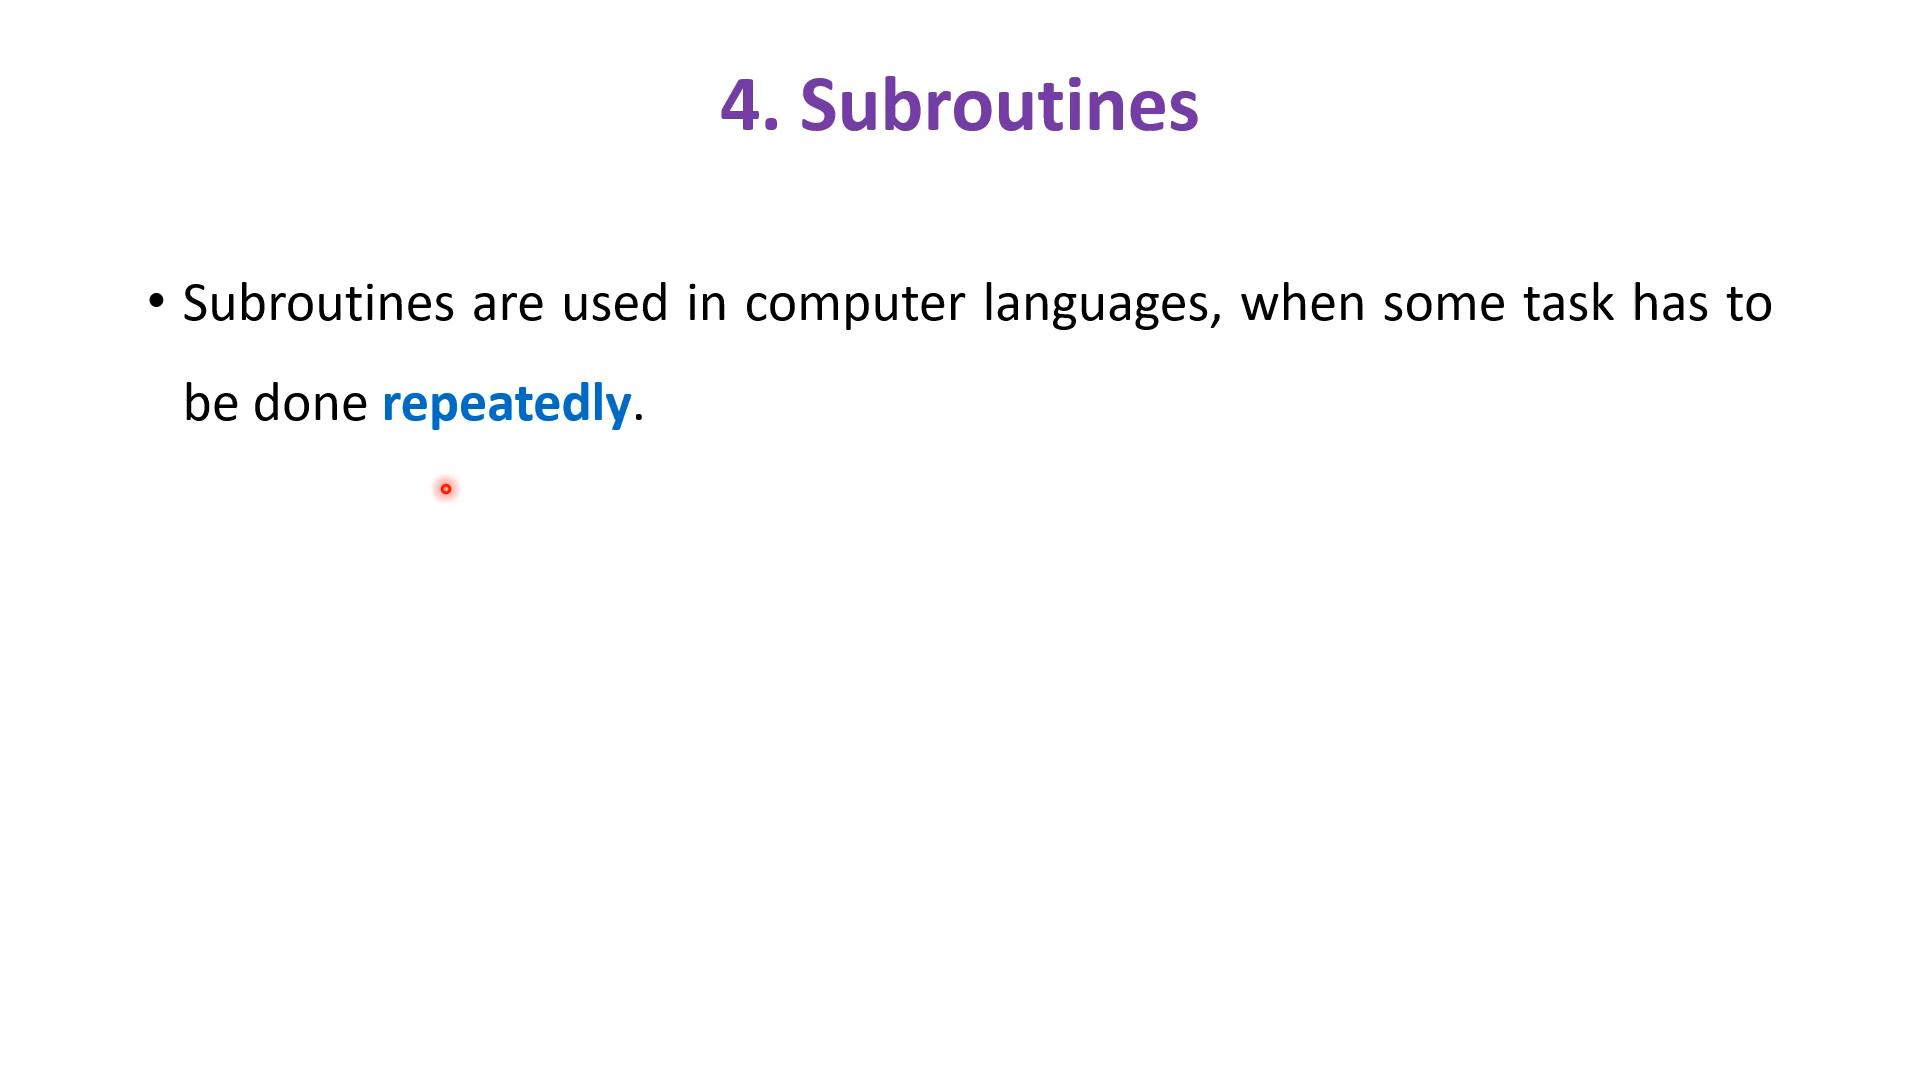 4. Subroutines
• Subroutines are used in computer languages, when some task has to
be done repeatedly.